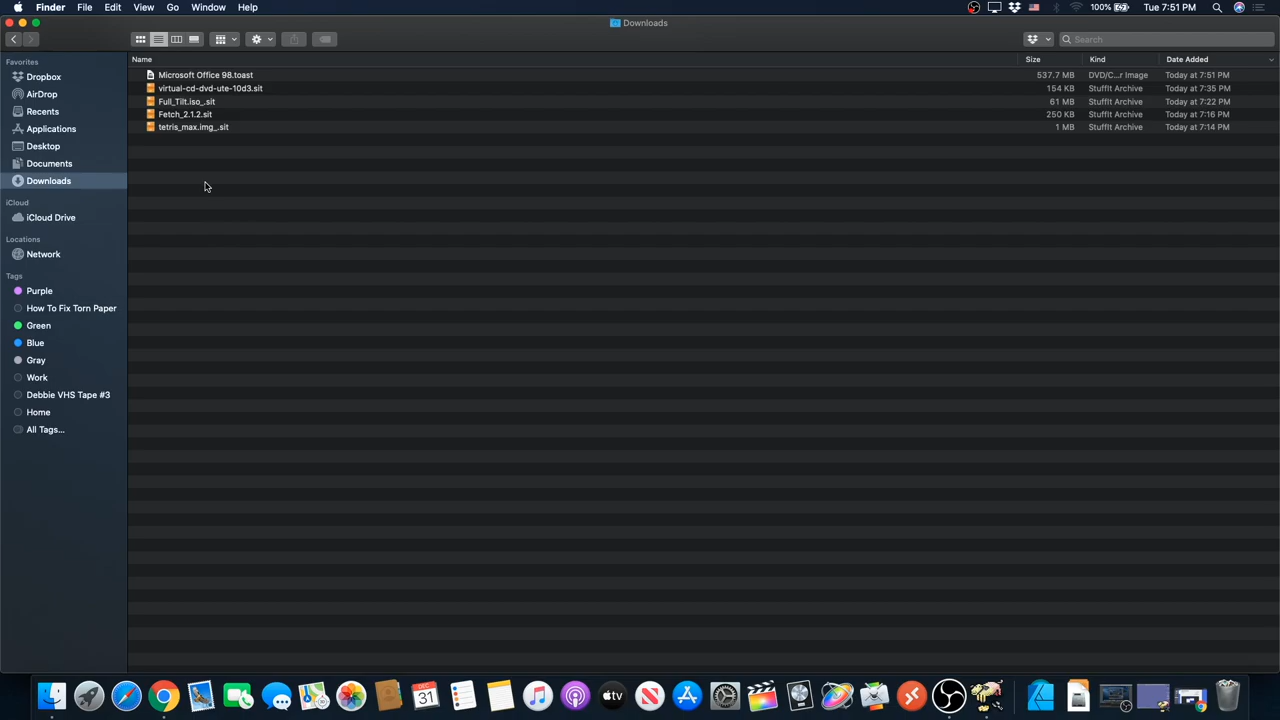 Finder File Edit View Go Window Help 100% Tue 7:51 PM
Downloads
Search
Favorites
Dropbox
AirDrop
Recents
Applications
Desktop
Documents
Downloads
iCloud
iCloud Drive
Locations
Network
Tags
Purple
How To Fix Torn Paper
Green
Blue
Gray
Work
Debbie VHS Tape #3
Home
All Tags...
Name Size Kind Date Added
Microsoft Office 98.toast 537.7 MB DVD/C...r Image Today at 7:51 PM
virtual-cd-dvd-ute-10d3.sit 154 KB StuffIt Archive Today at 7:35 PM
Full_Tilt.iso_.sit 61 MB StuffIt Archive Today at 7:22 PM
Fetch_2.1.2.sit 250 KB StuffIt Archive Today at 7:16 PM
tetris_max.img_.sit 1 MB StuffIt Archive Today at 7:14 PM
DEC
31
tv